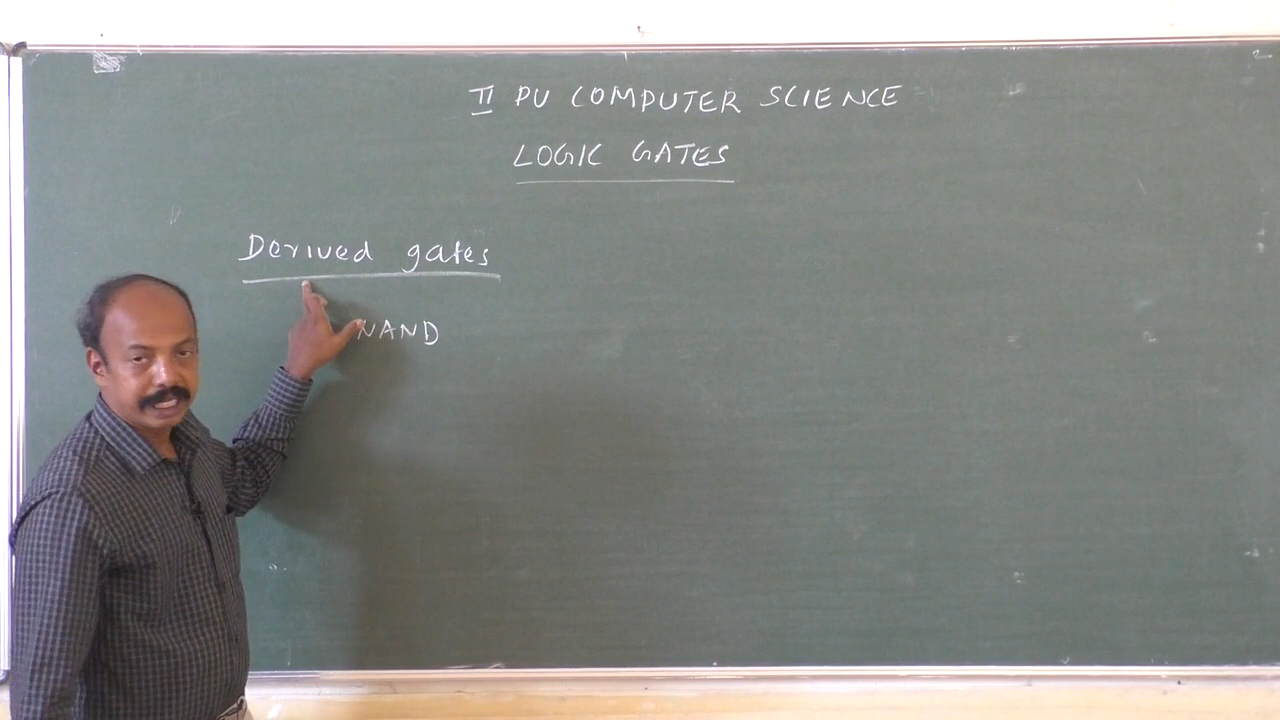 II PU COMPUTER SCIENCE
LOGIC GATES
Derived gates
NAND